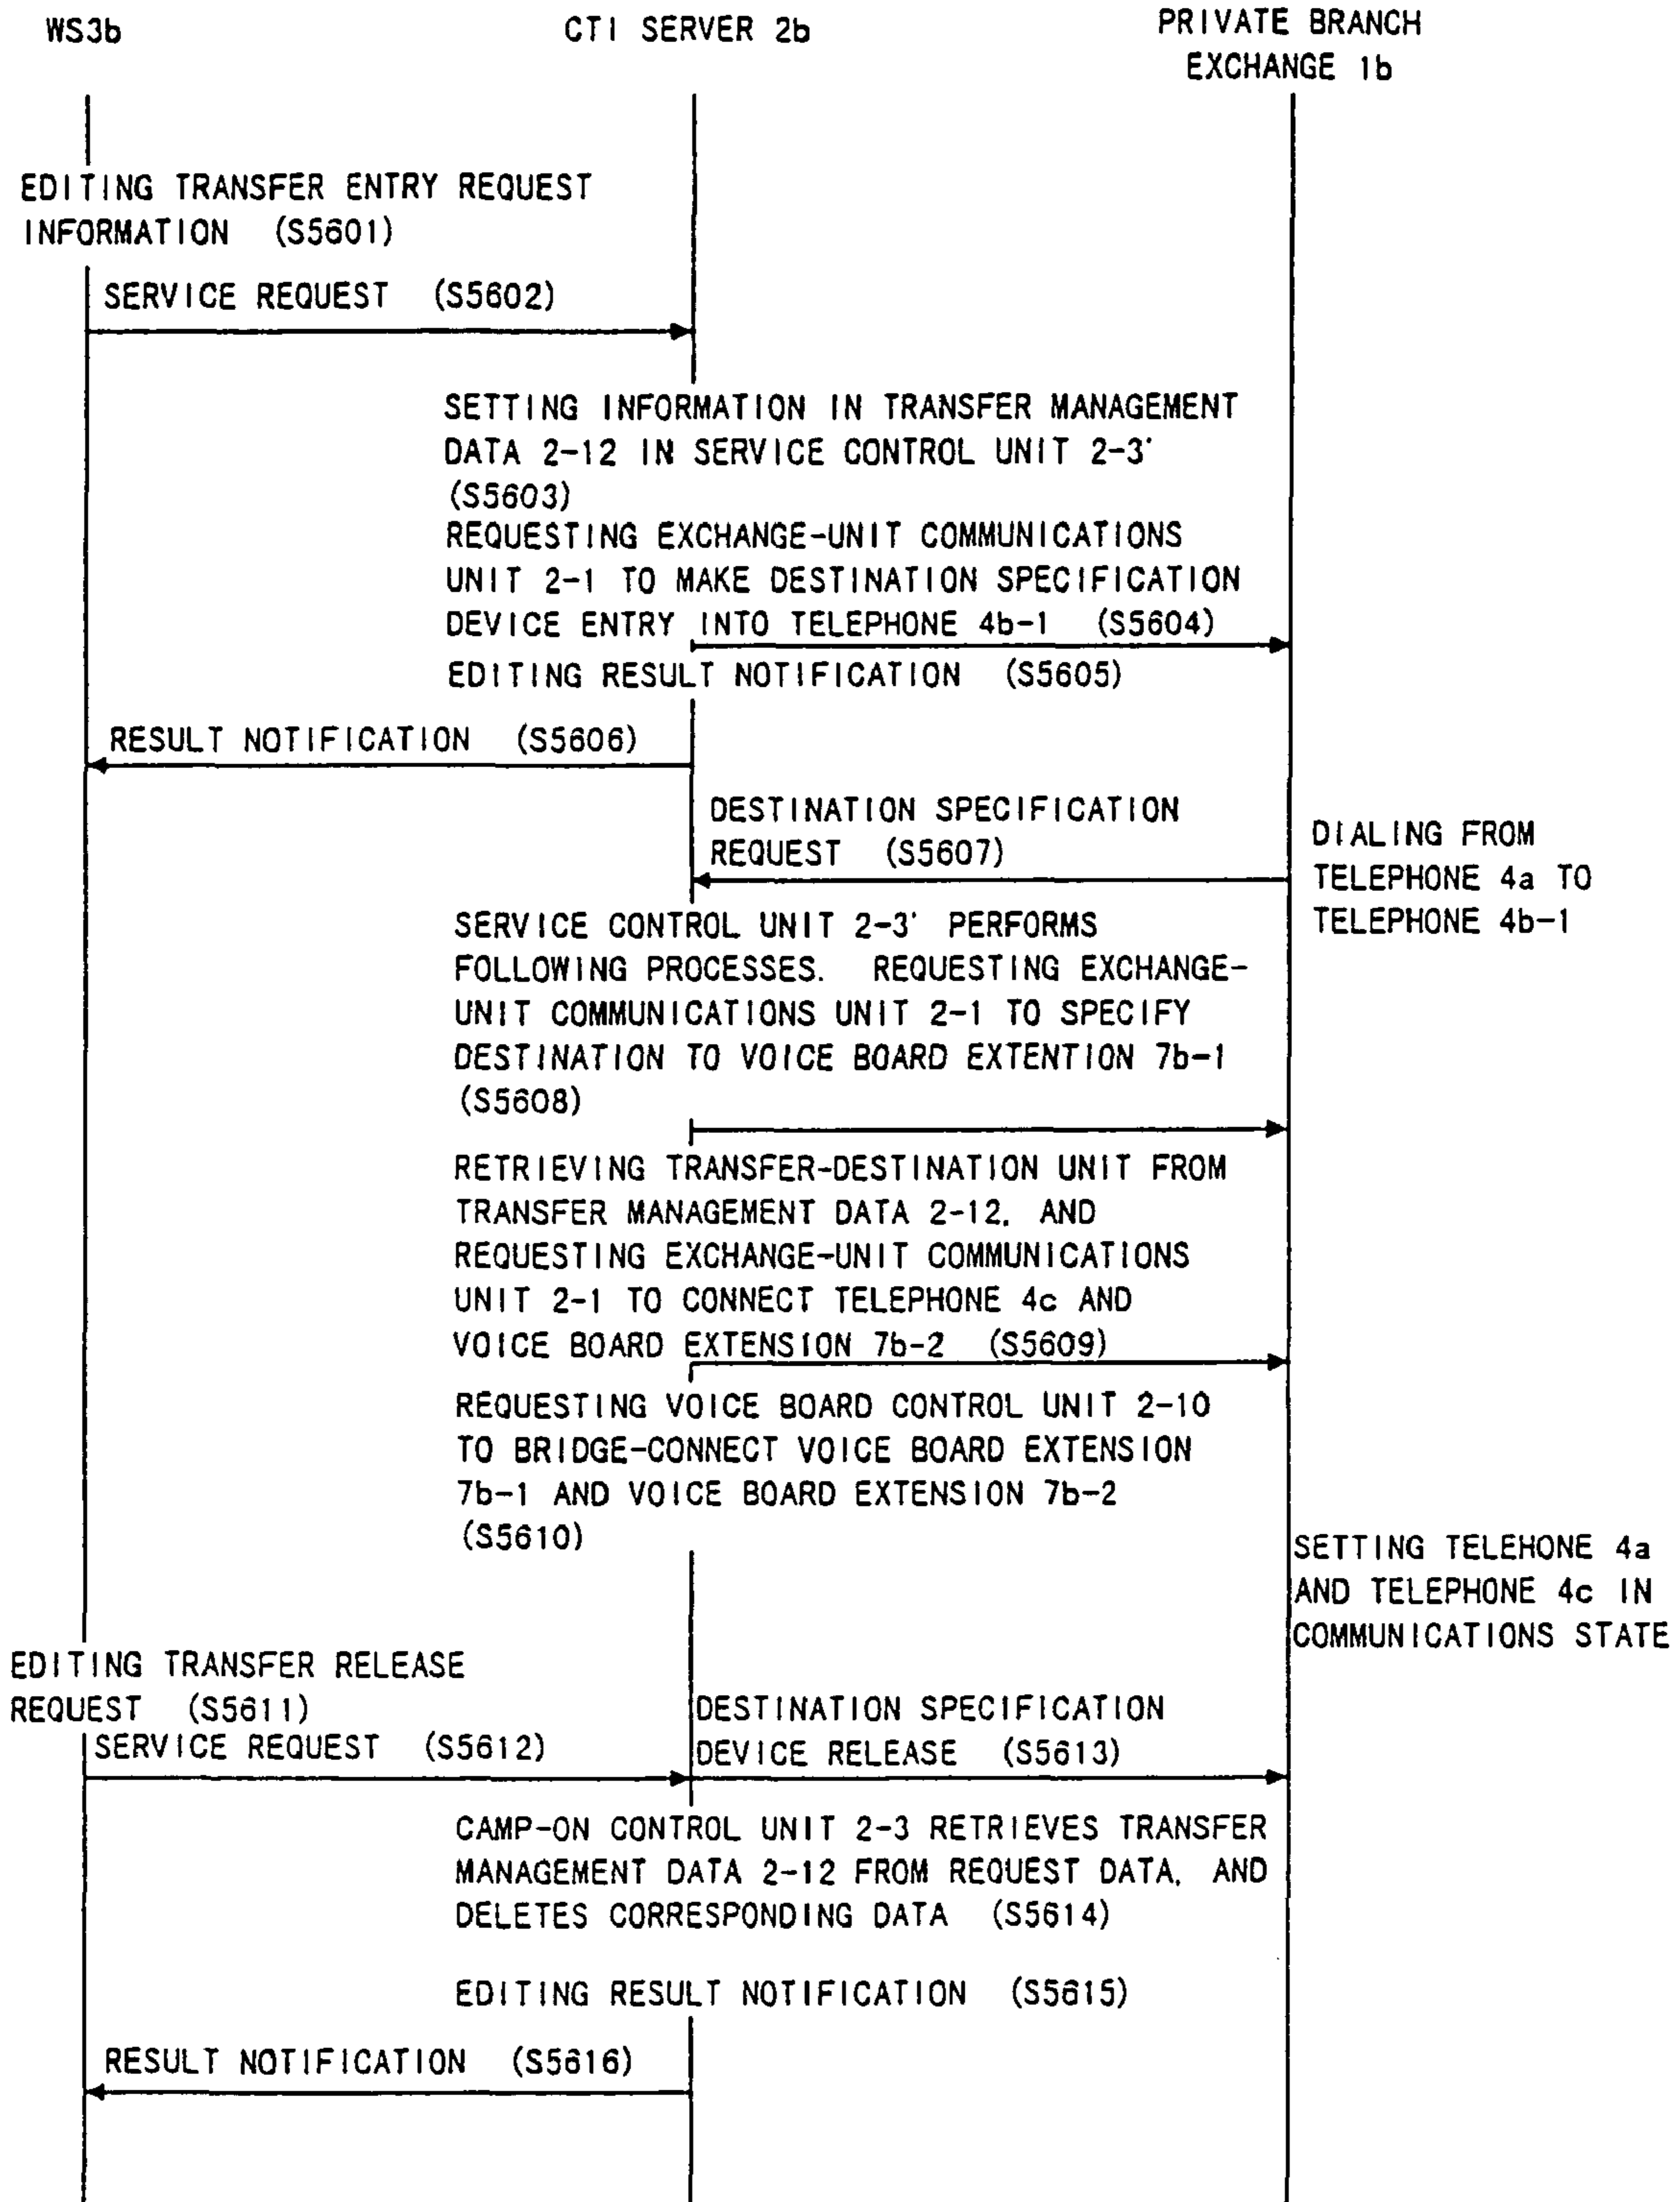 WS3b
CTI SERVER 2b
PRIVATE BRANCH
EXCHANGE 1b
EDITING TRANSFER ENTRY REQUEST
INFORMATION (S5601)
SERVICE REQUEST (S5602)
SETTING INFORMATION IN TRANSFER MANAGEMENT
DATA 2-12 IN SERVICE CONTROL UNIT 2-3'
(S5603)
REQUESTING EXCHANGE-UNIT COMMUNICATIONS
UNIT 2-1 TO MAKE DESTINATION SPECIFICATION
DEVICE ENTRY INTO TELEPHONE 4b-1 (S5604)
EDITING RESULT NOTIFICATION (S5605)
RESULT NOTIFICATION (S5606)
DESTINATION SPECIFICATION
REQUEST (S5607)
DIALING FROM
TELEPHONE 4a TO
TELEPHONE 4b-1
SERVICE CONTROL UNIT 2-3' PERFORMS
FOLLOWING PROCESSES. REQUESTING EXCHANGE-
UNIT COMMUNICATIONS UNIT 2-1 TO SPECIFY
DESTINATION TO VOICE BOARD EXTENTION 7b-1
(S5608)
RETRIEVING TRANSFER-DESTINATION UNIT FROM
TRANSFER MANAGEMENT DATA 2-12, AND
REQUESTING EXCHANGE-UNIT COMMUNICATIONS
UNIT 2-1 TO CONNECT TELEPHONE 4c AND
VOICE BOARD EXTENSION 7b-2 (S5609)
REQUESTING VOICE BOARD CONTROL UNIT 2-10
TO BRIDGE-CONNECT VOICE BOARD EXTENSION
7b-1 AND VOICE BOARD EXTENSION 7b-2
(S5610)
SETTING TELEHONE 4a
AND TELEPHONE 4c IN
COMMUNICATIONS STATE
EDITING TRANSFER RELEASE
REQUEST (S5611)
SERVICE REQUEST (S5612)
DESTINATION SPECIFICATION
DEVICE RELEASE (S5613)
CAMP-ON CONTROL UNIT 2-3 RETRIEVES TRANSFER
MANAGEMENT DATA 2-12 FROM REQUEST DATA, AND
DELETES CORRESPONDING DATA (S5614)
EDITING RESULT NOTIFICATION (S5615)
RESULT NOTIFICATION (S5616)